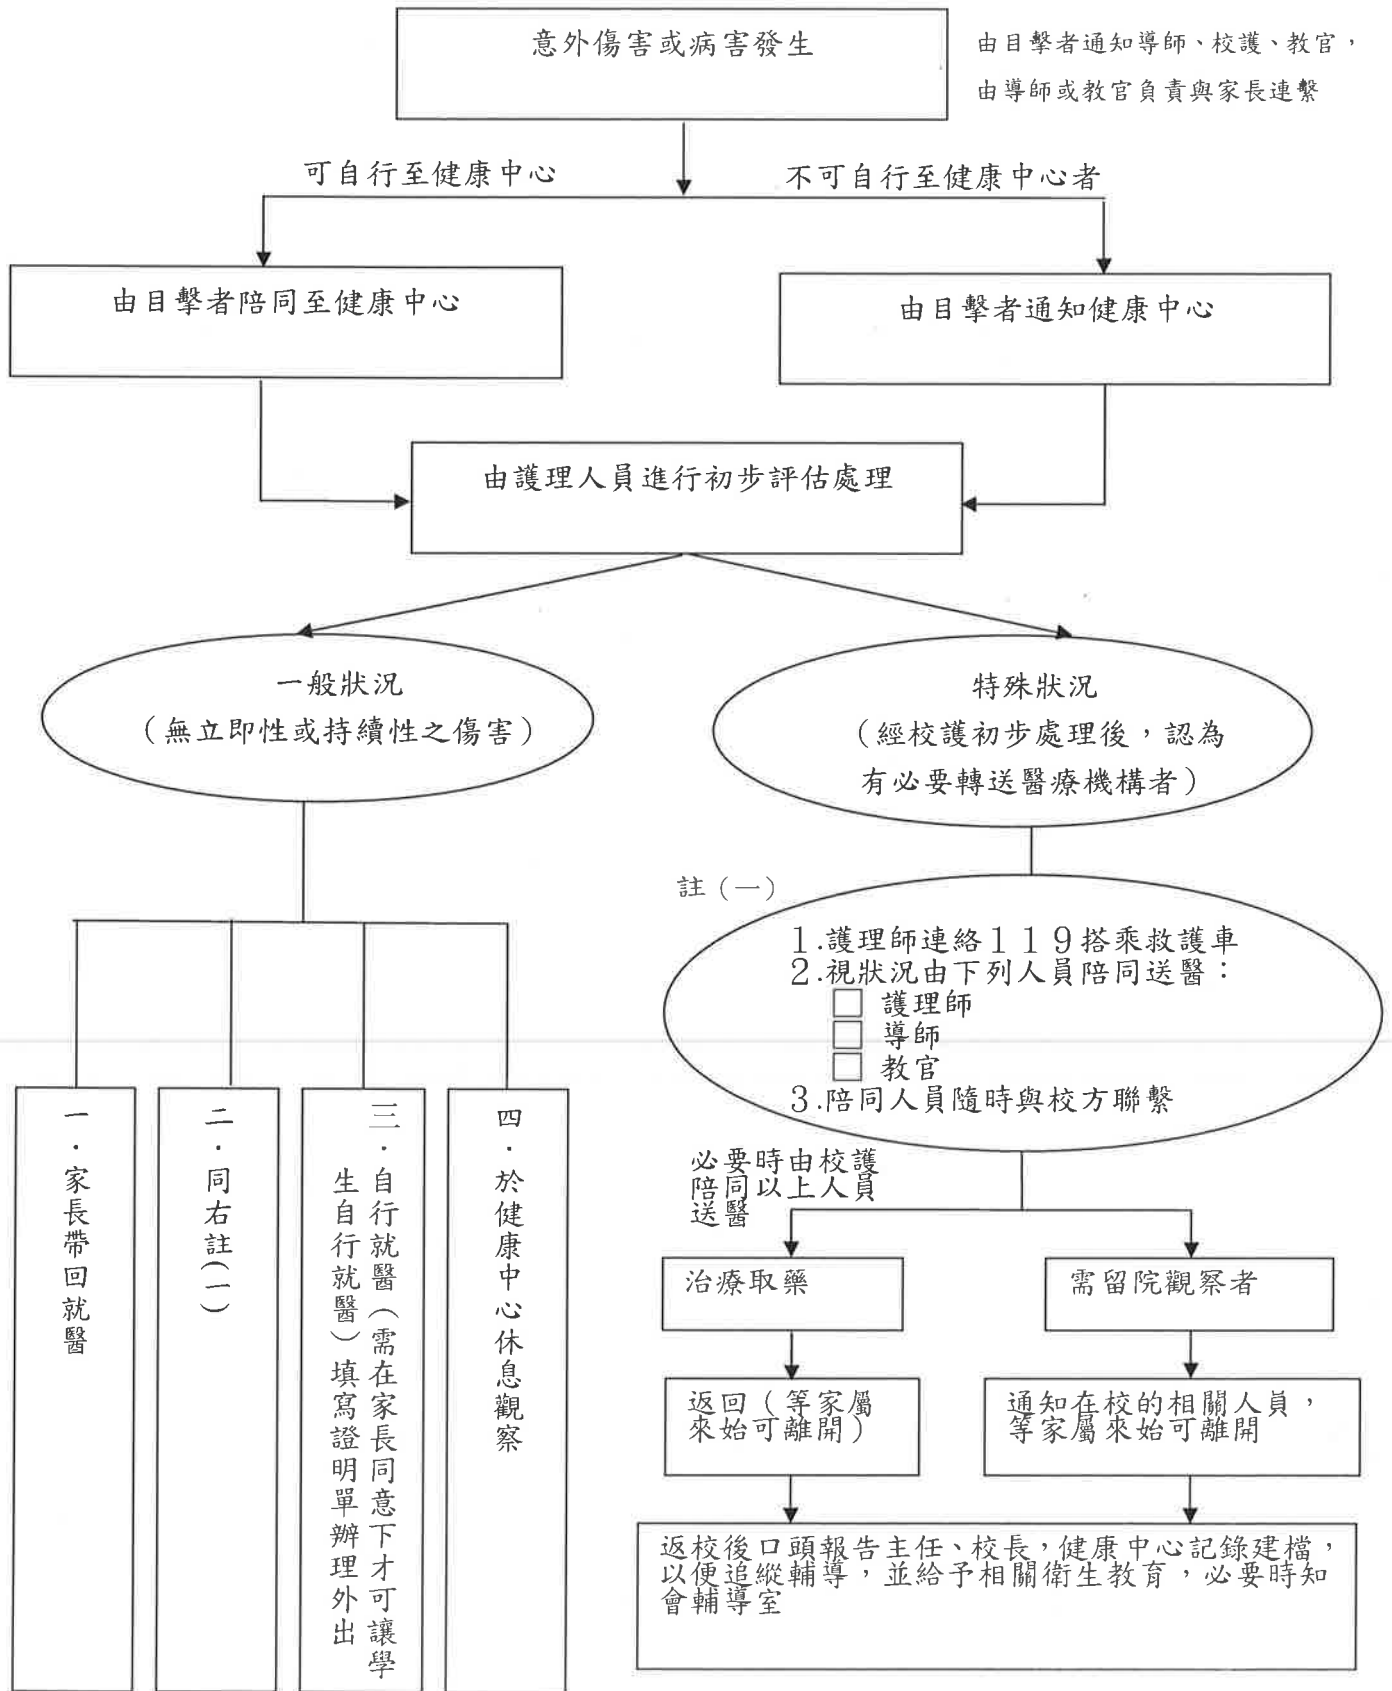 意外傷害或病害發生
由目擊者通知導師、校護、教官，
由導師或教官負責與家長連繫
可自行至健康中心
不可自行至健康中心者
由目擊者陪同至健康中心
由目擊者通知健康中心
由護理人員進行初步評估處理
一般狀況
（無立即性或持續性之傷害）
特殊狀況
（經校護初步處理後，認為
有必要轉送醫療機構者）
註(一)
1.護理師連絡１１９搭乘救護車
2.視狀況由下列人員陪同送醫：
□ 護理師
□ 導師
□ 教官
3.陪同人員隨時與校方聯繫
一．家長帶回就醫
二．同右註(一)
三．自行就醫（需在家長同意下才可讓學
生自行就醫）填寫證明單辦理外出
四．於健康中心休息觀察
必要時由校護
陪同以上人員
送醫
治療取藥
需留院觀察者
返回（等家屬
來始可離開）
通知在校的相關人員，
等家屬來始可離開
返校後口頭報告主任、校長，健康中心記錄建檔，
以便追縱輔導，並給予相關衛生教育，必要時知
會輔導室